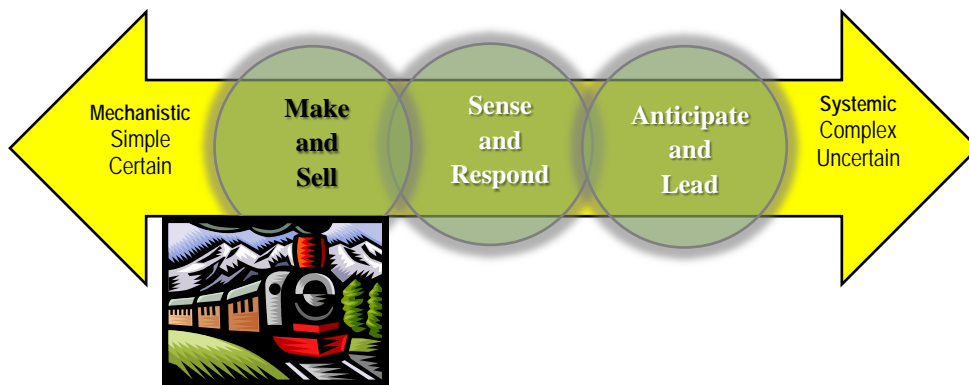 Mechanistic
Simple
Certain
Make
and
Sell
Sense
and
Respond
Anticipate
and
Lead
Systemic
Complex
Uncertain